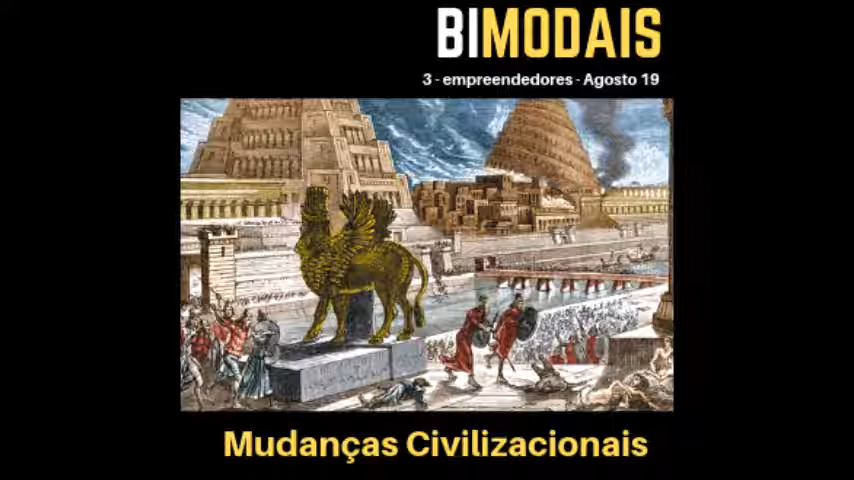 BIMODAIS
3 - empreendedores - Agosto 19
Mudanças Civilizacionais